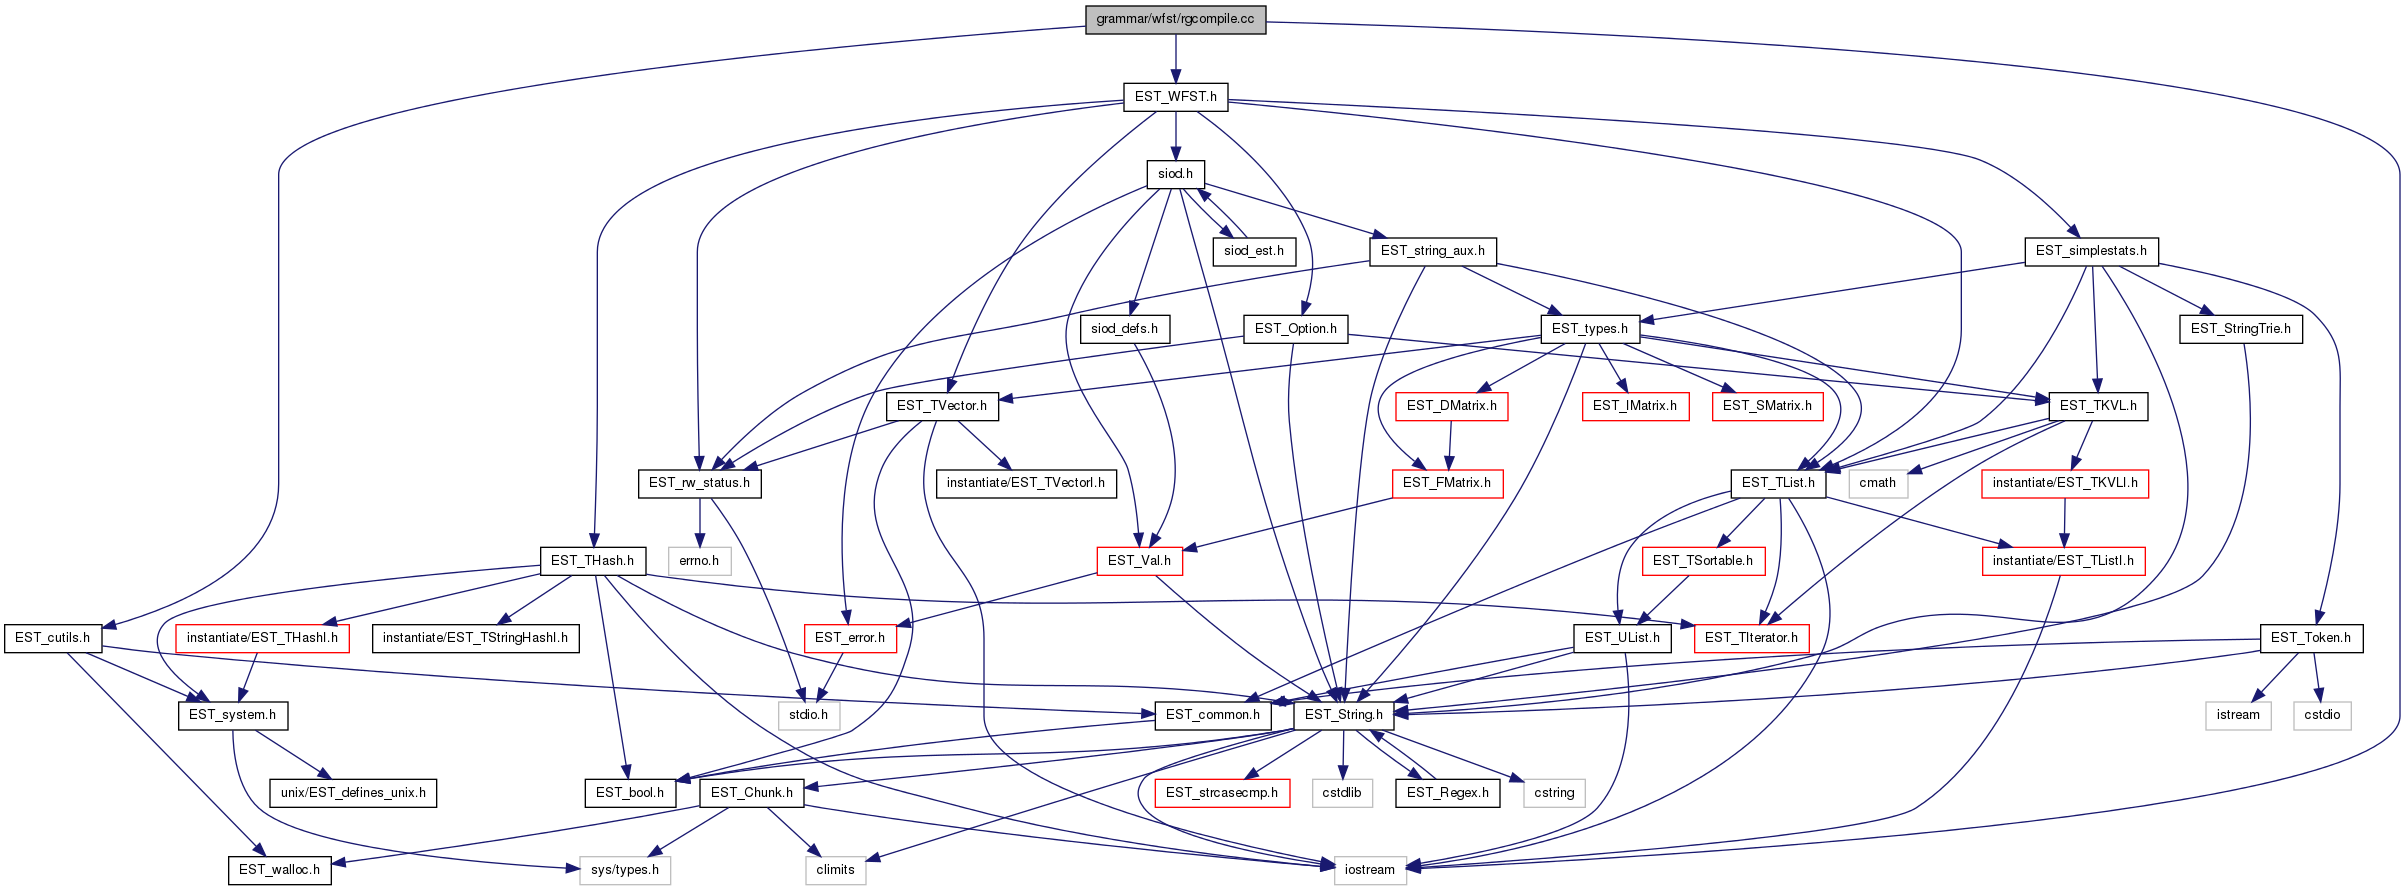 grammar/wfst/rgcompile.cc
EST_WFST.h
siod.h
siod_est.h
EST_string_aux.h
EST_simplestats.h
siod_defs.h
EST_Option.h
EST_types.h
EST_StringTrie.h
EST_TVector.h
EST_DMatrix.h
EST_IMatrix.h
EST_SMatrix.h
EST_TKVL.h
EST_rw_status.h
instantiate/EST_TVectorI.h
EST_FMatrix.h
EST_TList.h
cmath
instantiate/EST_TKVLI.h
EST_THash.h
errno.h
EST_Val.h
EST_TSortable.h
instantiate/EST_TListI.h
EST_cutils.h
instantiate/EST_THashI.h
instantiate/EST_TStringHashI.h
EST_error.h
EST_UList.h
EST_TIterator.h
EST_Token.h
EST_system.h
stdio.h
EST_common.h
EST_String.h
istream
cstdio
unix/EST_defines_unix.h
EST_bool.h
EST_Chunk.h
EST_strcasecmp.h
cstdlib
EST_Regex.h
cstring
EST_walloc.h
sys/types.h
climits
iostream